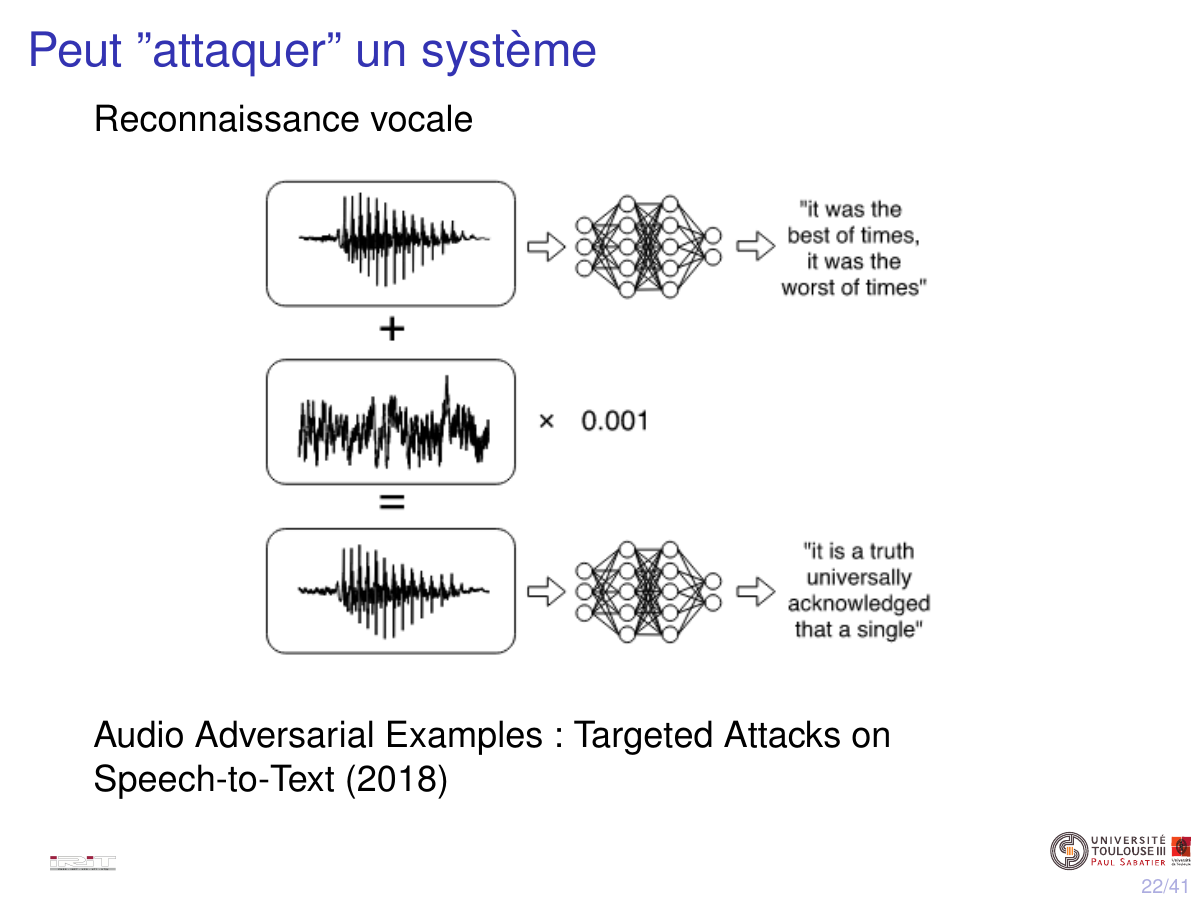 Peut ”attaquer” un système
Reconnaissance vocale
"it was the
best of times,
it was the
worst of times"
+
× 0.001
=
"it is a truth
universally
acknowledged
that a single"
Audio Adversarial Examples : Targeted Attacks on
Speech-to-Text (2018)
IRIT
UNIVERSITÉ
TOULOUSE III
PAUL SABATIER
22/41